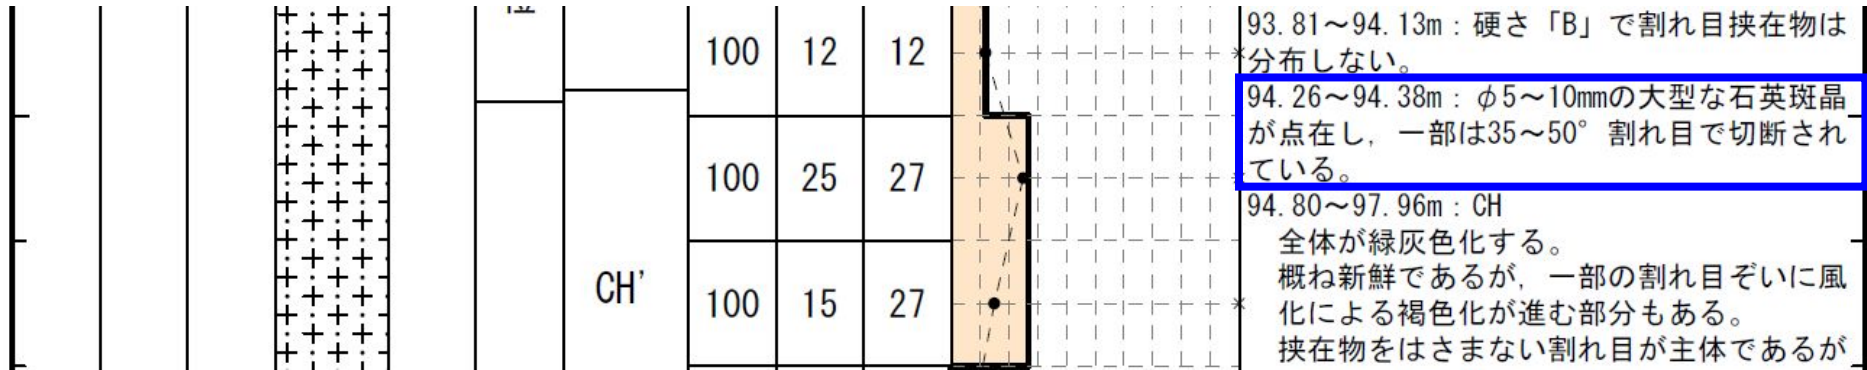 100 12 12
100 25 27
100 15 27
CH'
93.81～94.13m：硬さ「B」で割れ目挟在物は
分布しない。
94.26～94.38m：φ5～10mmの大型な石英斑晶
が点在し，一部は35～50°割れ目で切断され
ている。
94.80～97.96m：CH
全体が緑灰色化する。
概ね新鮮であるが，一部の割れ目ぞいに風
化による褐色化が進む部分もある。
挟在物をはさまない割れ目が主体であるが